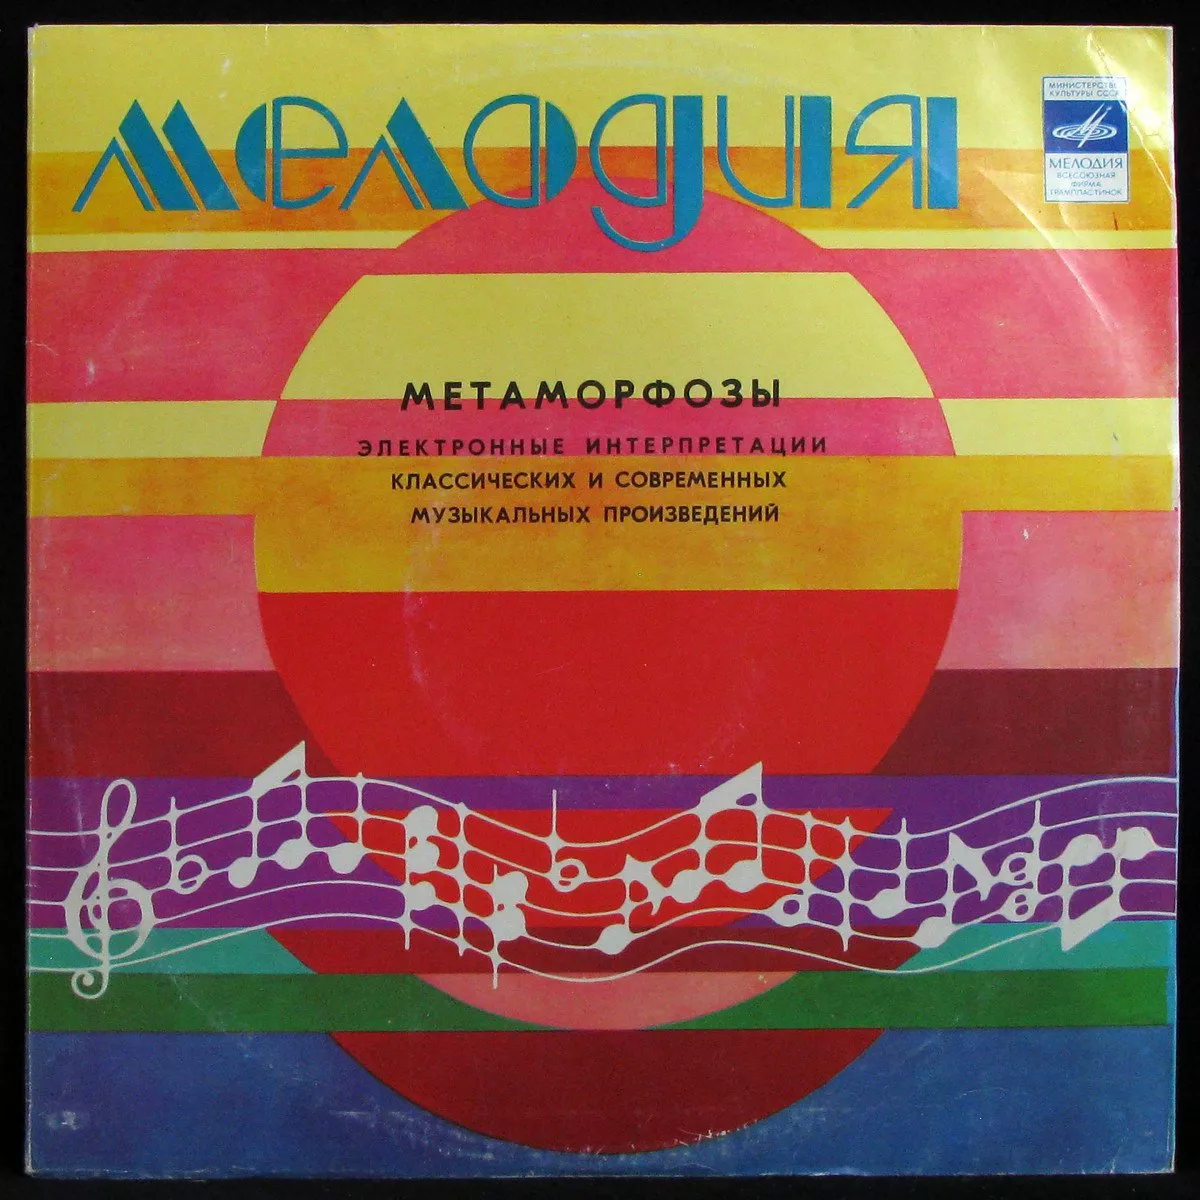 мелодия
МИНИСТЕРСТВО
КУЛЬТУРЫ СССР
МЕЛОДИЯ
ВСЕСОЮЗНАЯ
ФИРМА
ГРАМПЛАСТИНОК
МЕТАМОРФОЗЫ
ЭЛЕКТРОННЫЕ ИНТЕРПРЕТАЦИИ
КЛАССИЧЕСКИХ И СОВРЕМЕННЫХ
МУЗЫКАЛЬНЫХ ПРОИЗВЕДЕНИЙ